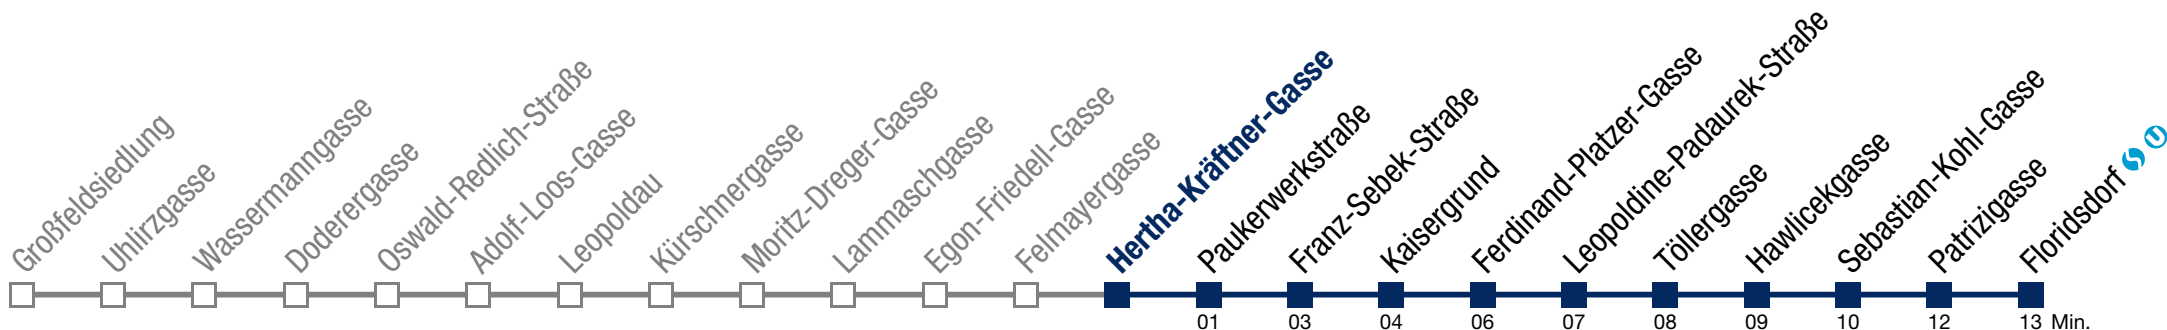 Großfeldsiedlung
Uhlirzgasse
Wassermanngasse
Doderergasse
Oswald-Redlich-Straße
Adolf-Loos-Gasse
Leopoldau
Kürschnergasse
Moritz-Dreger-Gasse
Lammaschgasse
Egon-Friedell-Gasse
Felmayergasse
Hertha-Kräftner-Gasse
Paukerwerkstraße
Franz-Sebek-Straße
Kaisergrund
Ferdinand-Platzer-Gasse
Leopoldine-Padaurek-Straße
Töllergasse
Hawlicekgasse
Sebastian-Kohl-Gasse
Patrizigasse
Floridsdorf S U
01 03 04 06 07 08 09 10 12 13 Min.